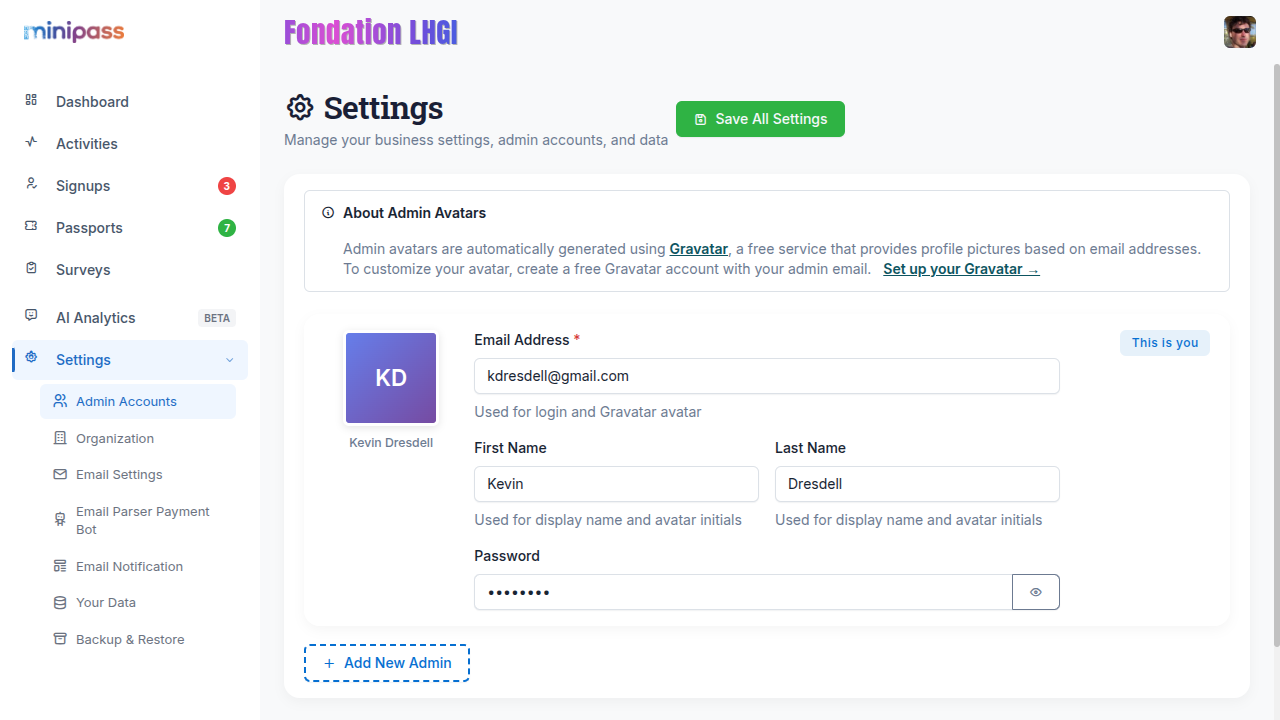 minipass
Fondation LHGI
Dashboard
Activities
Signups 3
Passports 7
Surveys
AI Analytics BETA
Settings
Admin Accounts
Organization
Email Settings
Email Parser Payment
Bot
Email Notification
Your Data
Backup & Restore
Settings
Manage your business settings, admin accounts, and data
Save All Settings
About Admin Avatars
Admin avatars are automatically generated using Gravatar, a free service that provides profile pictures based on email addresses.
To customize your avatar, create a free Gravatar account with your admin email. Set up your Gravatar →
KD
Kevin Dresdell
Email Address *
This is you
kdresdell@gmail.com
Used for login and Gravatar avatar
First Name Last Name
Kevin Dresdell
Used for display name and avatar initials Used for display name and avatar initials
Password
••••••••
+ Add New Admin